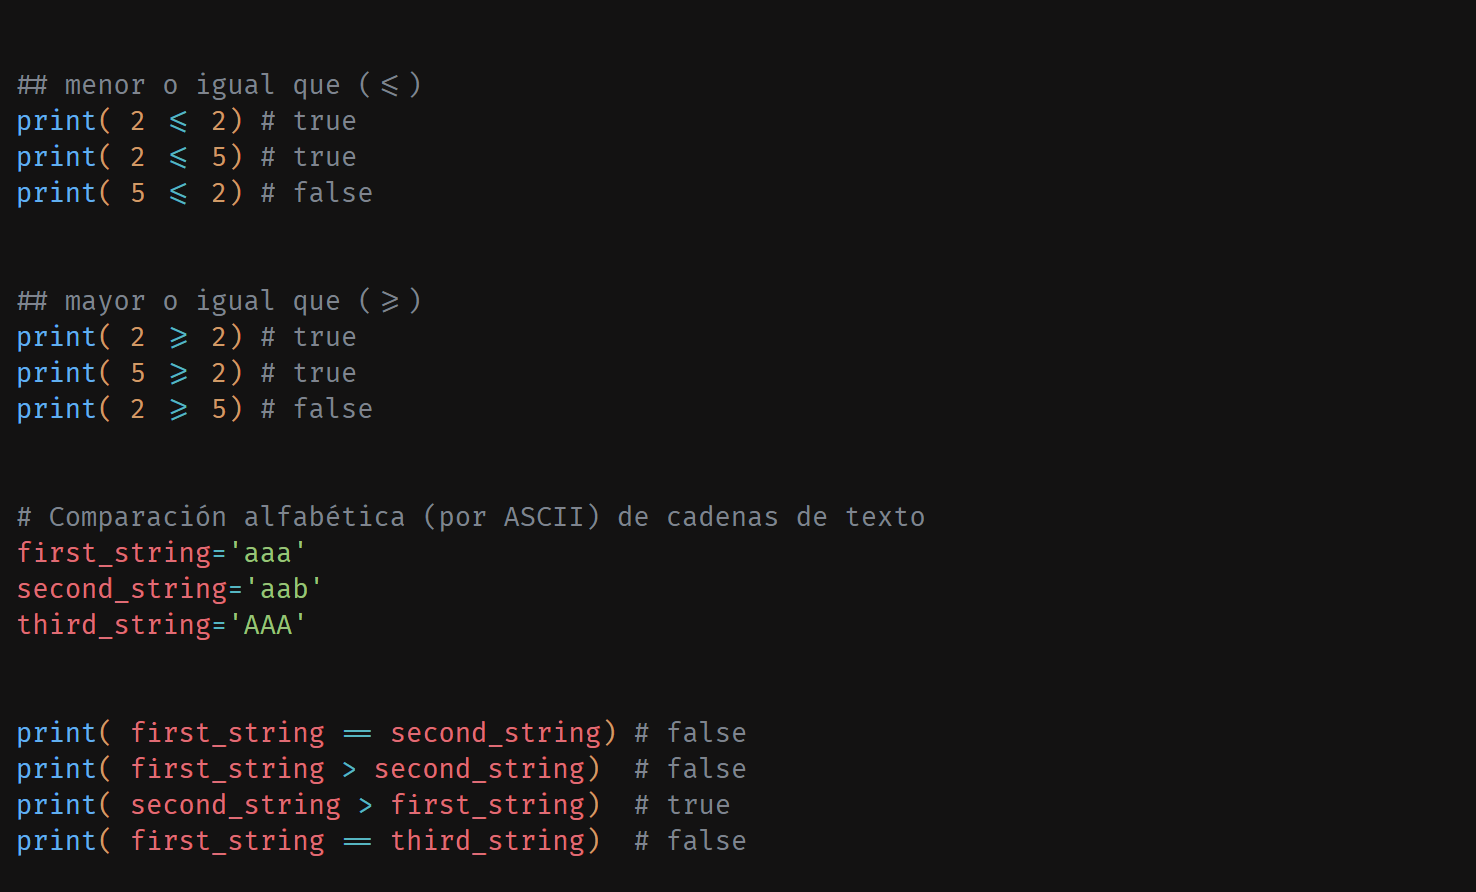 ## menor o igual que (<=)
print( 2 <= 2) # true
print( 2 <= 5) # true
print( 5 <= 2) # false
## mayor o igual que (>=)
print( 2 >= 2) # true
print( 5 >= 2) # true
print( 2 >= 5) # false
# Comparación alfabética (por ASCII) de cadenas de texto
first_string='aaa'
second_string='aab'
third_string='AAA'
print( first_string == second_string) # false
print( first_string > second_string)  # false
print( second_string > first_string)  # true
print( first_string == third_string)  # false